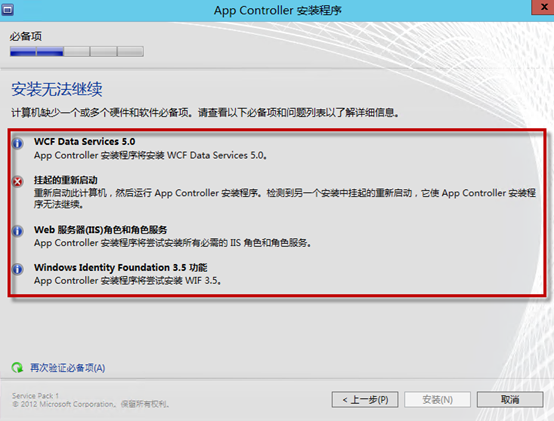 App Controller 安装程序
必备项
安装无法继续
计算机缺少一个或多个硬件和软件必备项。请查看以下必备项和问题列表以了解详细信息。
WCF Data Services 5.0
App Controller 安装程序将安装 WCF Data Services 5.0。
挂起的重新启动
重新启动此计算机，然后运行 App Controller 安装程序。检测到另一个安装中挂起的重新启动，它使 App Controller 安装程
序无法继续。
Web 服务器(IIS)角色和角色服务
App Controller 安装程序将尝试安装所有必需的 IIS 角色和角色服务。
Windows Identity Foundation 3.5 功能
App Controller 安装程序将尝试安装 WIF 3.5。
再次验证必备项(A)
Service Pack 1
© 2012 Microsoft Corporation。保留所有权利。
< 上一步(P) 安装(N) 取消